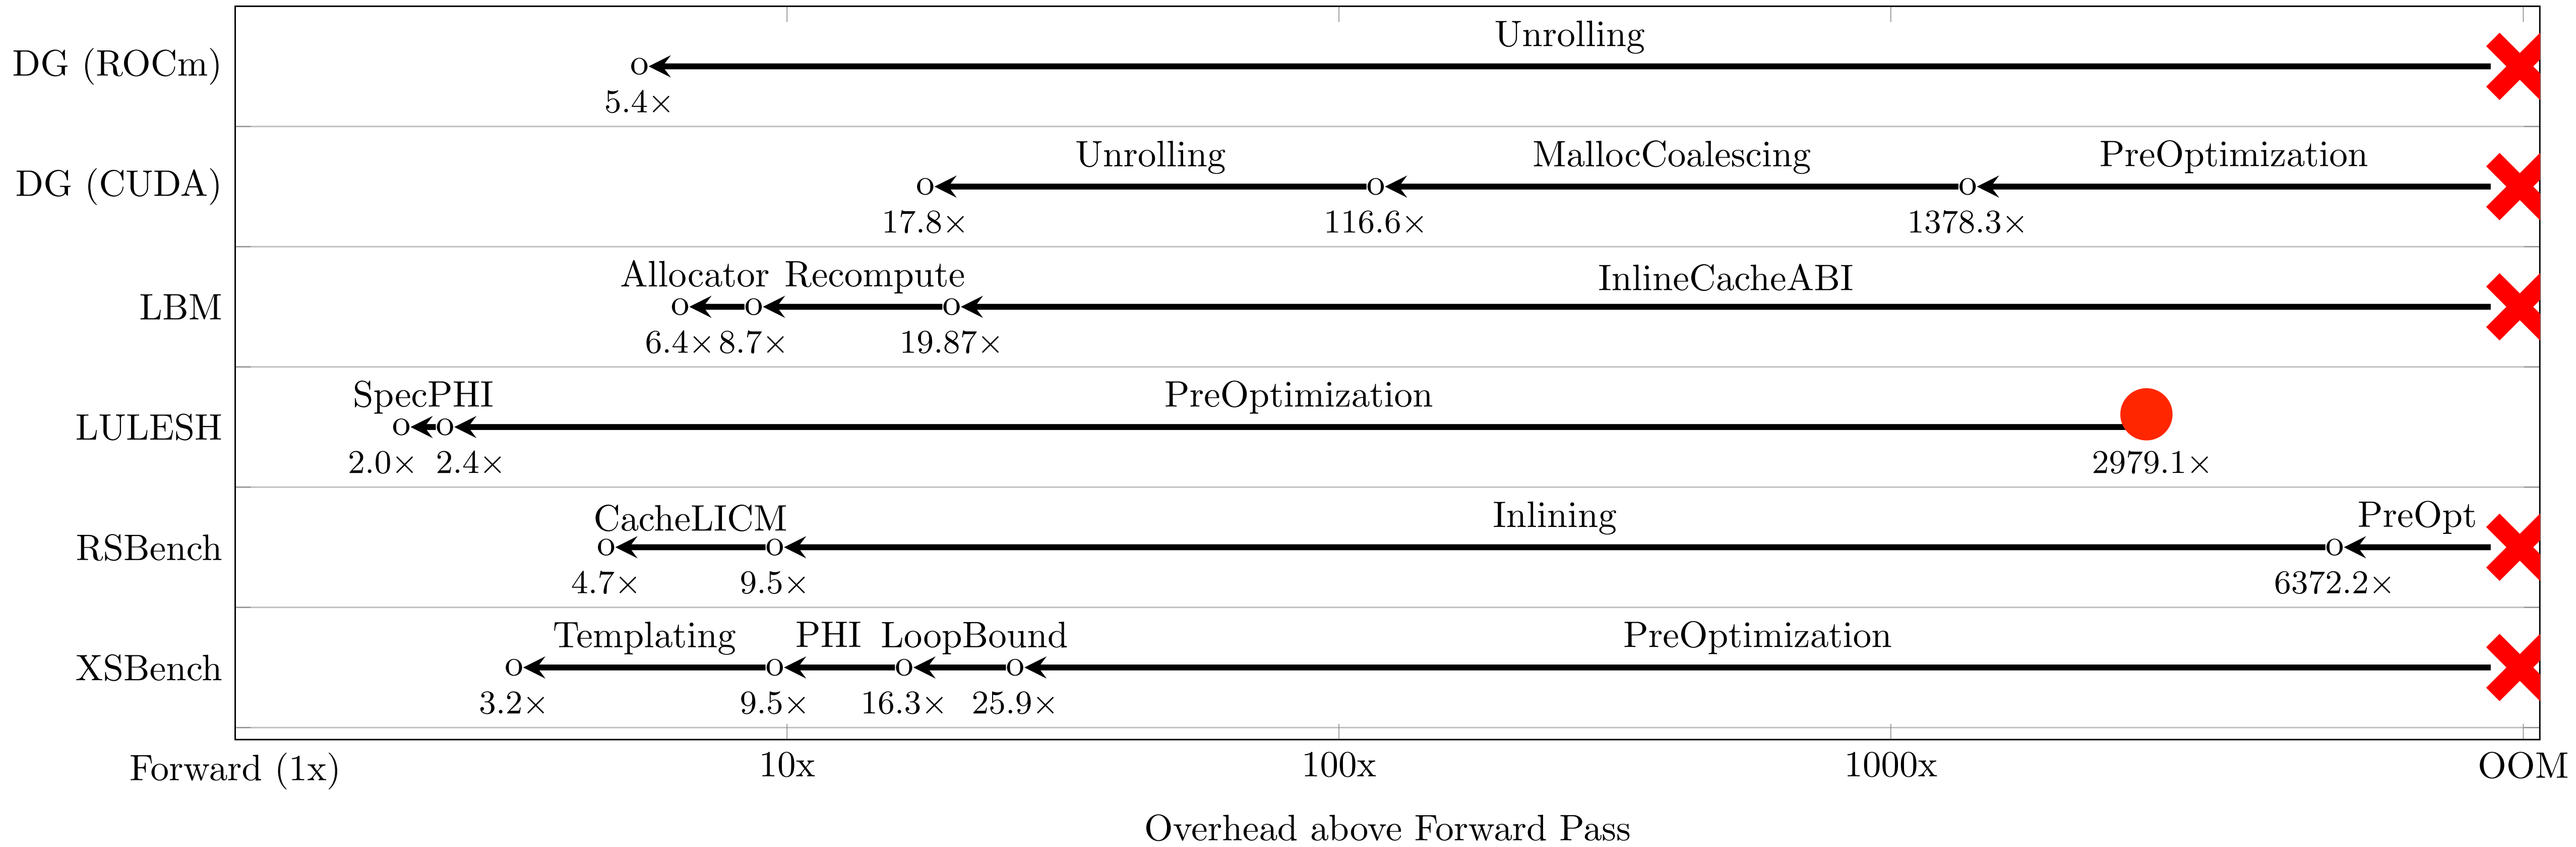 Unrolling
DG (ROCm)
5.4×
Unrolling MallocCoalescing PreOptimization
DG (CUDA)
17.8× 116.6× 1378.3×
Allocator Recompute InlineCacheABI
LBM
6.4× 8.7× 19.87×
SpecPHI PreOptimization
LULESH
2.0× 2.4× 2979.1×
CacheLICM Inlining PreOpt
RSBench
4.7× 9.5× 6372.2×
Templating PHI LoopBound PreOptimization
XSBench
3.2× 9.5× 16.3× 25.9×
Forward (1x) 10x 100x 1000x OOM
Overhead above Forward Pass